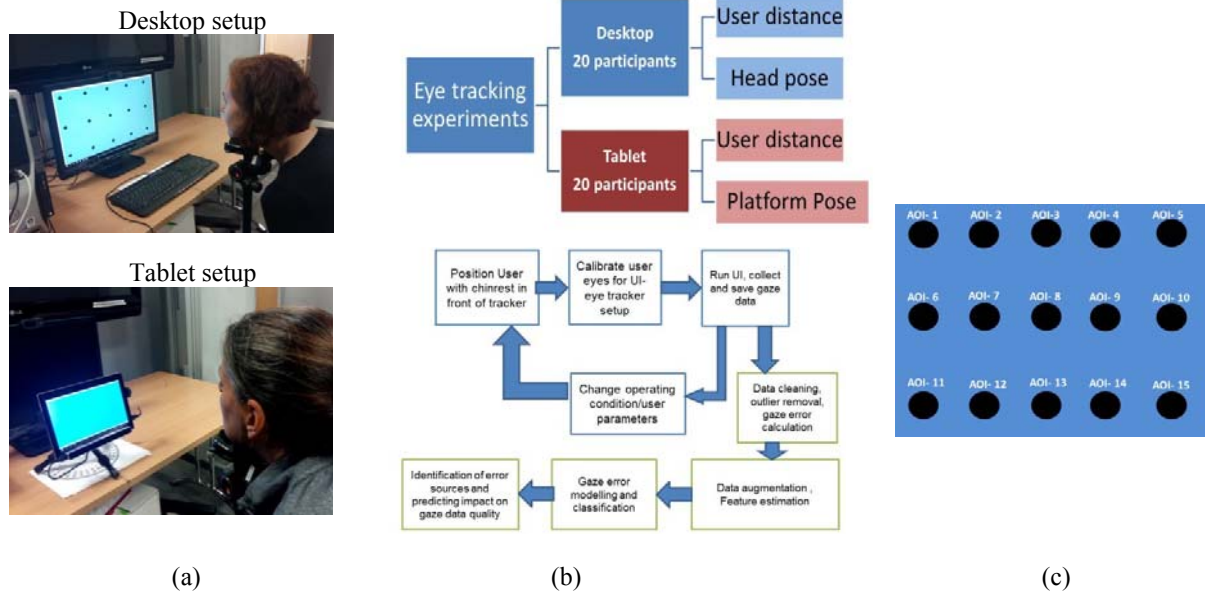 Desktop setup
Tablet setup
(a)
Eye tracking
experiments
Desktop
20 participants
User distance
Head pose
Tablet
20 participants
User distance
Platform Pose
Position User
with chinrest in
front of tracker
Calibrate user
eyes for UI-
eye tracker
setup
Run UI, collect
and save gaze
data
Change operating
condition/user
parameters
Data cleaning,
outlier removal,
gaze error
calculation
Data augmentation ,
Feature estimation
Gaze error
modelling and
classification
Identification of error
sources and
predicting impact on
gaze data quality
(b)
AOI- 1 AOI- 2 AOI-3 AOI- 4 AOI- 5
AOI- 6 AOI- 7 AOI- 8 AOI- 9 AOI- 10
AOI- 11 AOI- 12 AOI- 13 AOI- 14 AOI- 15
(c)